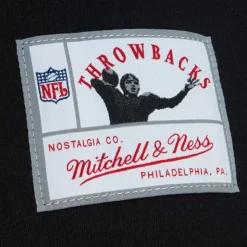 THROWBACKS
NFL
NOSTALGIA CO.
Mitchell & Ness
PHILADELPHIA, PA.